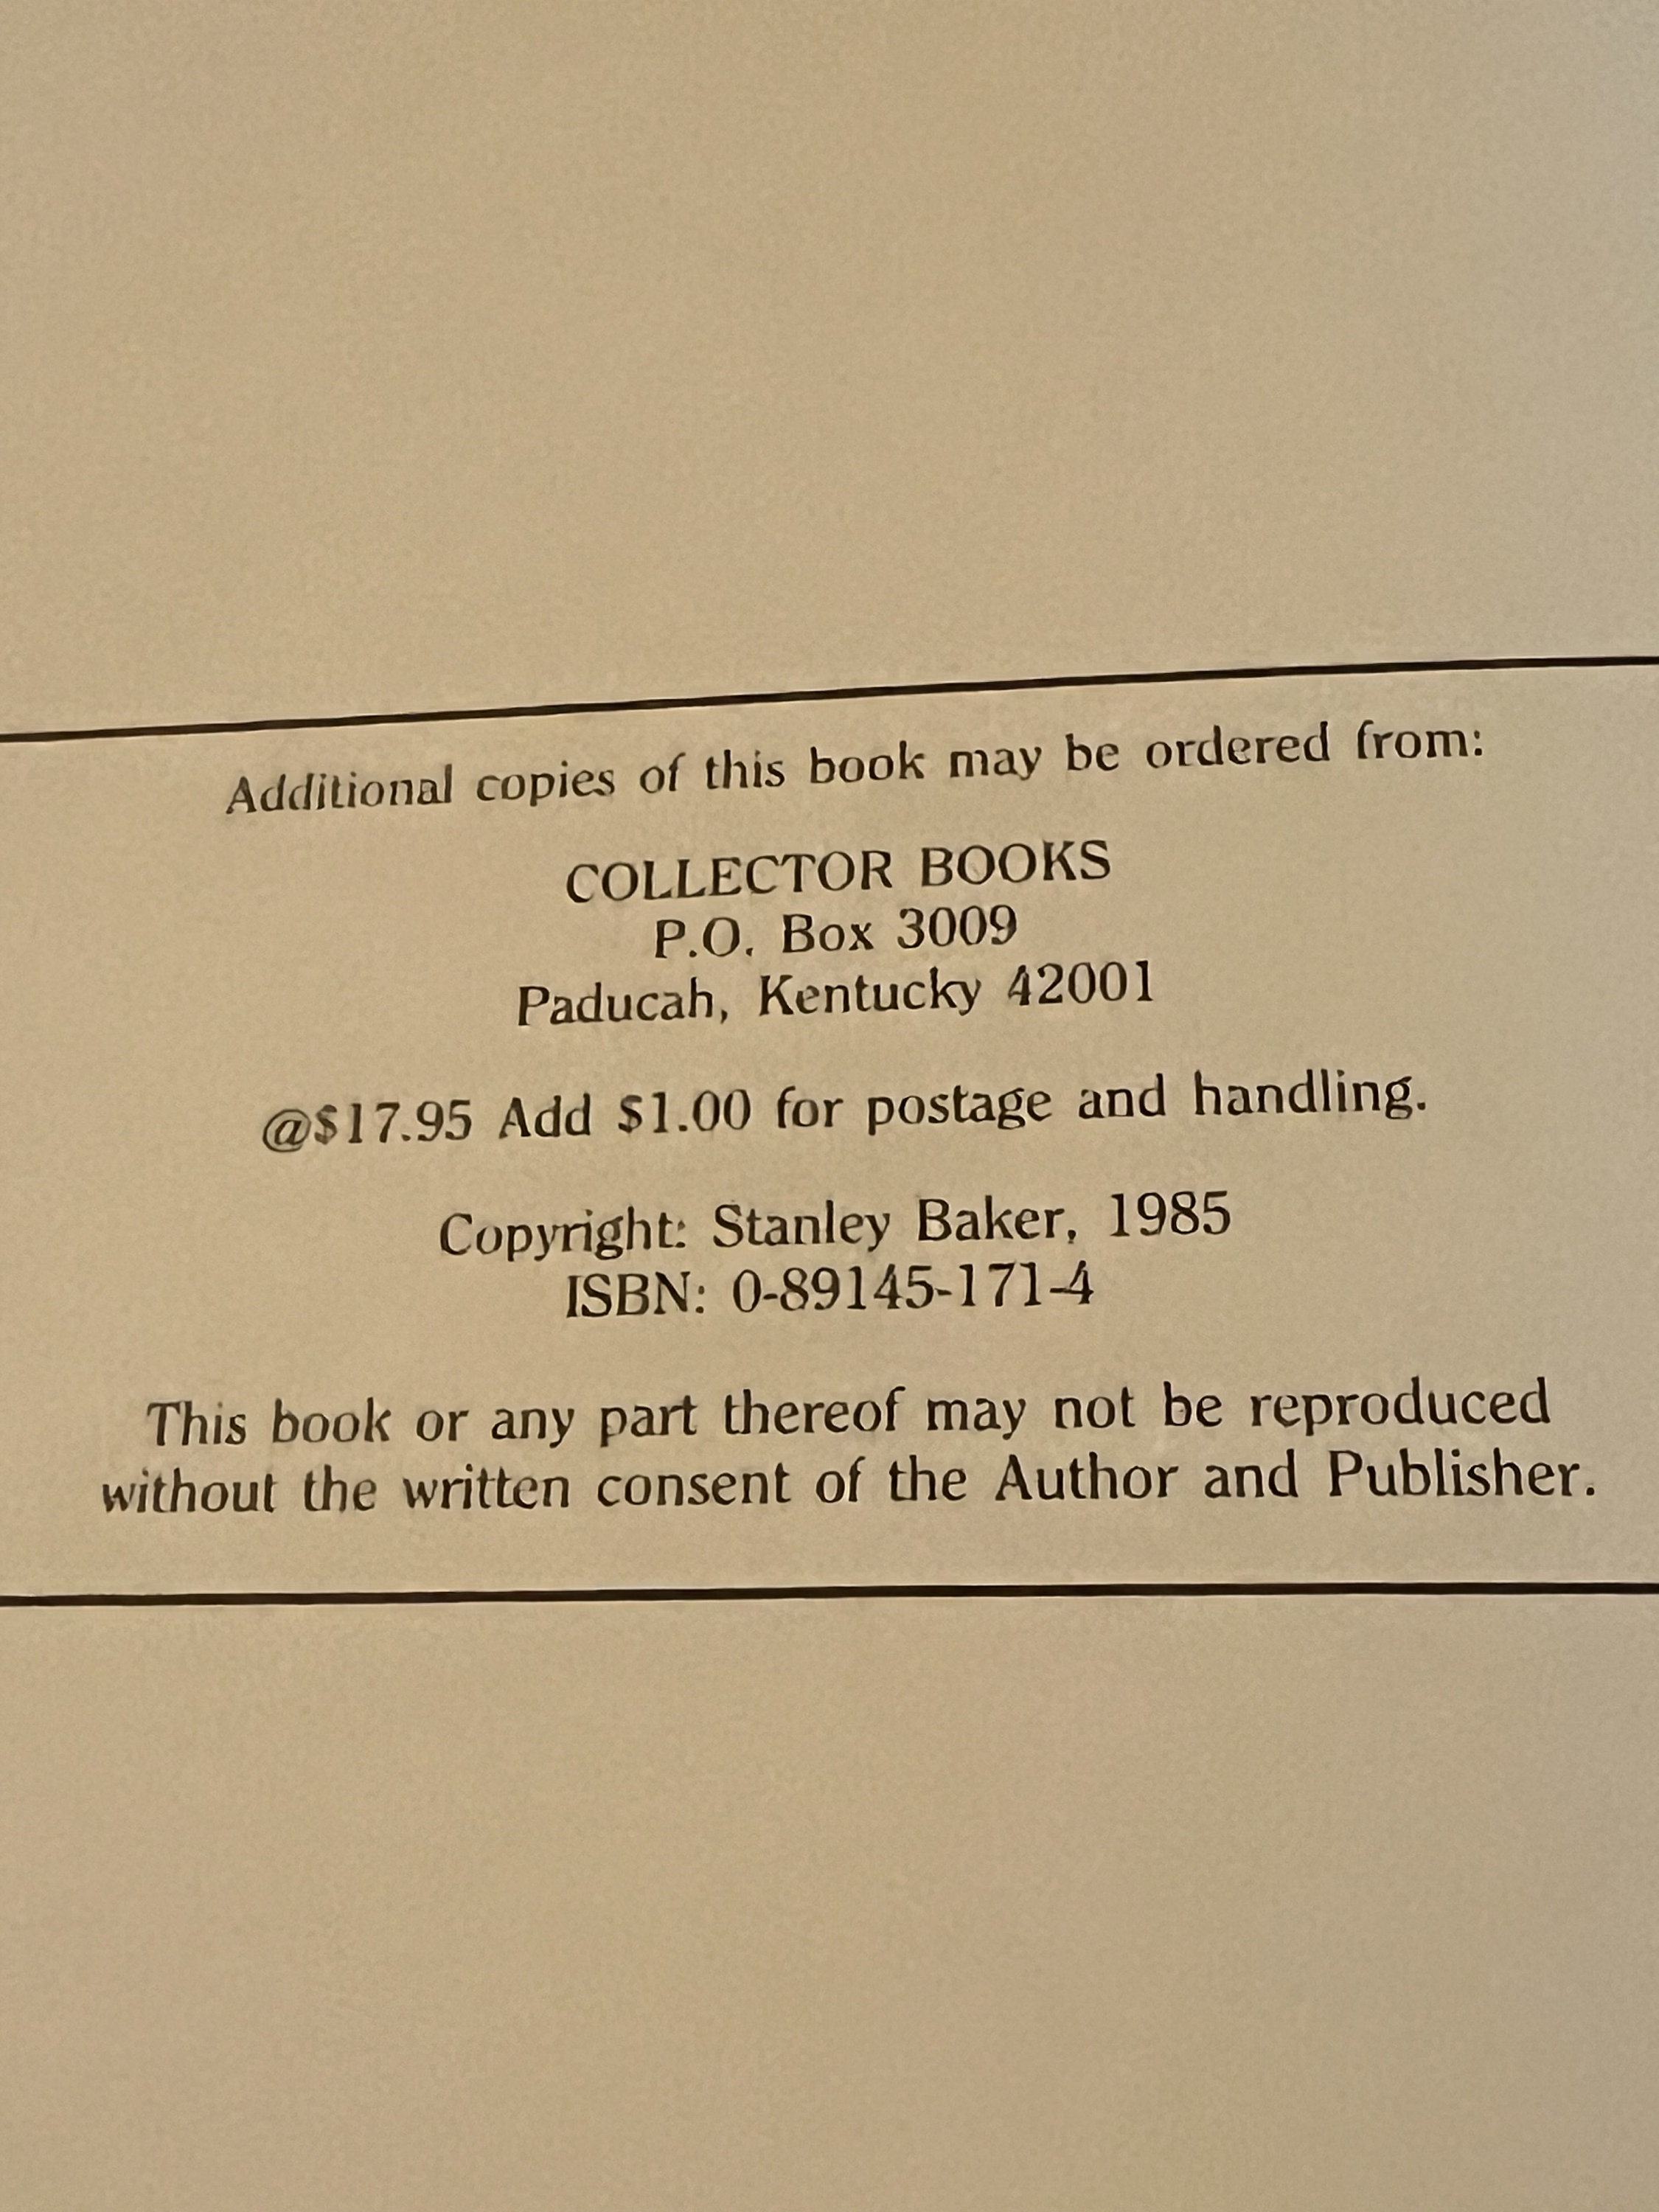 Additional copies of this book may be ordered from:
COLLECTOR BOOKS
P.O. Box 3009
Paducah, Kentucky 42001
@$17.95 Add $1.00 for postage and handling.
Copyright: Stanley Baker, 1985
ISBN: 0-89145-171-4
This book or any part thereof may not be reproduced
without the written consent of the Author and Publisher.